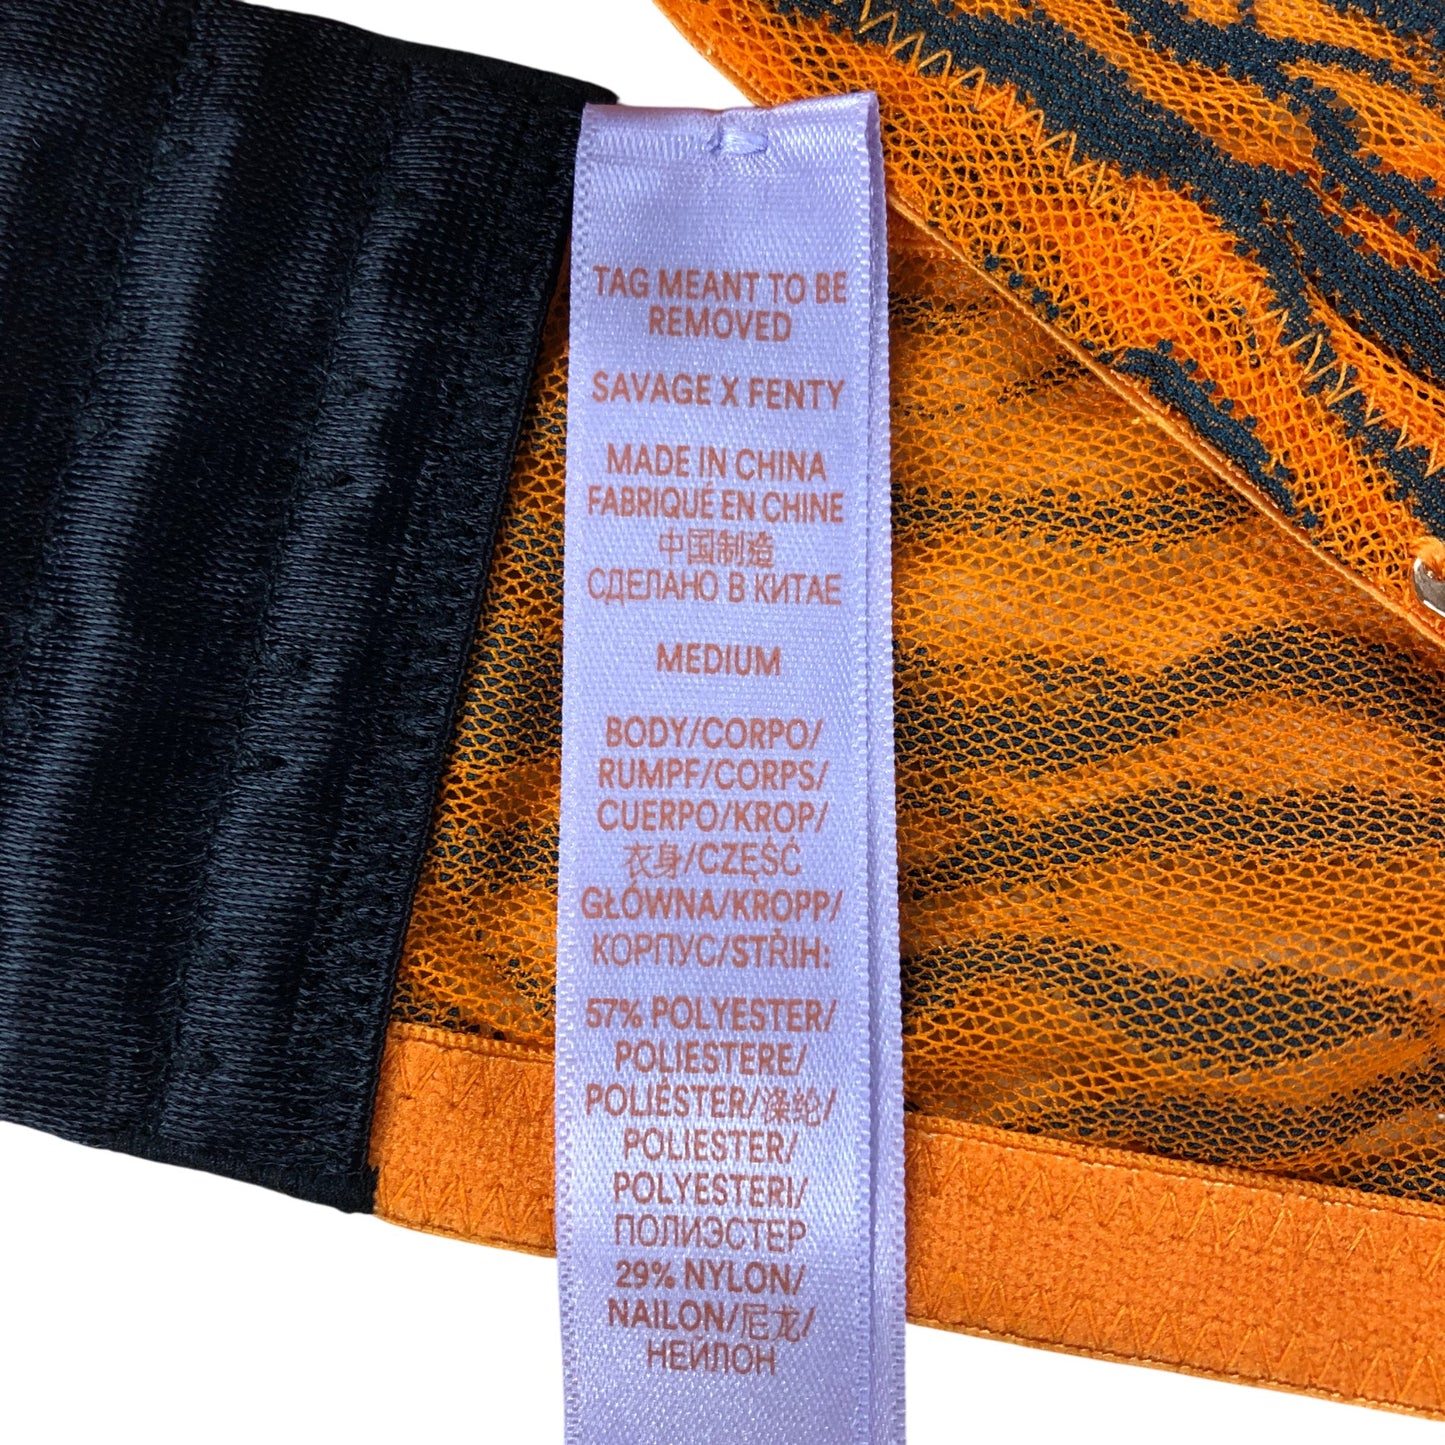 TAG MEANT TO BE
REMOVED
SAVAGE X FENTY
MADE IN CHINA
FABRIQUÉ EN CHINE
中国制造
СДЕЛАНО В КИТАЕ
MEDIUM
BODY/CORPO/
RUMPF/CORPS/
CUERPO/KROP/
衣身/CZĘŚĆ
GŁÓWNA/KROPP/
КОРПУС/STŘIH:
57% POLYESTER/
POLIESTERE/
POLIÉSTER/涤纶/
POLIESTER/
POLYESTERI/
ПОЛИЭСТЕР
29% NYLON/
NAILON/尼龙/
НЕЙЛОН